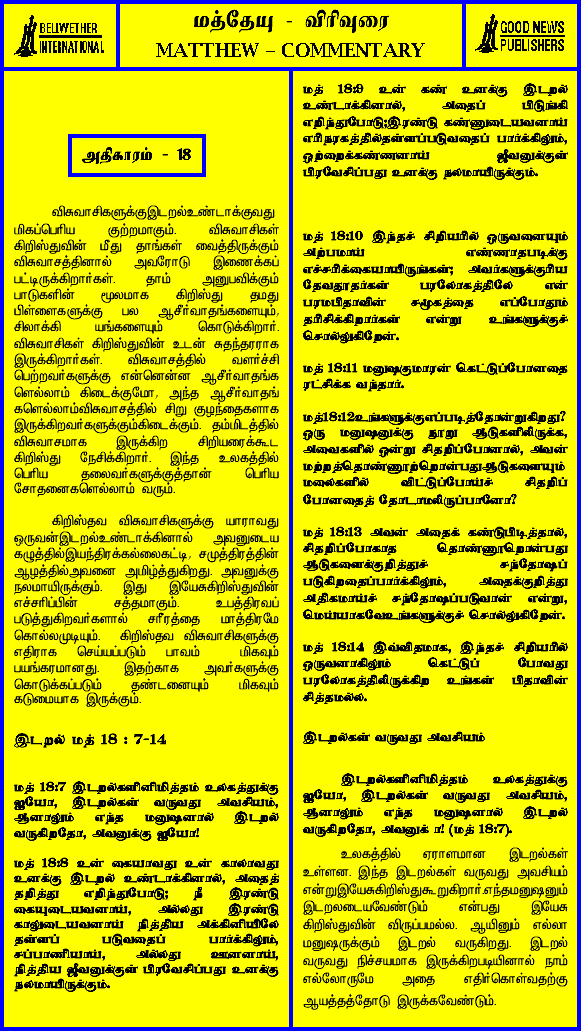 BELLWETHER
INTERNATIONAL
மத்தேயு - விரிவுரை
MATTHEW – COMMENTARY
GOOD NEWS
PUBLISHERS
அதிகாரம் - 18
விசுவாசிகளுக்குஇடறல்உண்டாக்குவது
மிகப்பெரிய குற்றமாகும். விசுவாசிகள்
கிறிஸ்துவின் மீது தாங்கள் வைத்திருக்கும்
விசுவாசத்தினால் அவரோடு இணைக்கப்
பட்டிருக்கிறார்கள். தாம் அனுபவிக்கும்
பாடுகளின் மூலமாக கிறிஸ்து தமது
பிள்ளைகளுக்கு பல ஆசீர்வாதங்களையும்,
சிலாக்கி யங்களையும் கொடுக்கிறார்.
விசுவாசிகள் கிறிஸ்துவின் உடன் சுதந்தரராக
இருக்கிறார்கள். விசுவாசத்தில் வளர்ச்சி
பெற்றவர்களுக்கு என்னென்ன ஆசீர்வாதங்க
ளெல்லாம் கிடைக்குமோ, அந்த ஆசீர்வாதங்
களெல்லாம்விசுவாசத்தில் சிறு குழந்தைகளாக
இருக்கிறவர்களுக்கும்கிடைக்கும். தம்மிடத்தில்
விசுவாசமாக இருக்கிற சிறியரைக்கூட
கிறிஸ்து நேசிக்கிறார். இந்த உலகத்தில்
பெரிய தலைவர்களுக்குத்தான் பெரிய
சோதனைகளெல்லாம் வரும்.
கிறிஸ்தவ விசுவாசிகளுக்கு யாராவது
ஒருவன்இடறல்உண்டாக்கினால் அவனுடைய
கழுத்தில்இயந்திரக்கல்லைகட்டி, சமுத்திரத்தின்
ஆழத்தில்அவனை அமிழ்த்துகிறது. அவனுக்கு
நலமாயிருக்கும். இது இயேசுகிறிஸ்துவின்
எச்சரிப்பின் சத்தமாகும். உபத்திரவப்
படுத்துகிறவர்களால் சரீரத்தை மாத்திரமே
கொல்லமுடியும். கிறிஸ்தவ விசுவாசிகளுக்கு
எதிராக செய்யப்படும் பாவம் மிகவும்
பயங்கரமானது. இதற்காக அவர்களுக்கு
கொடுக்கப்படும் தண்டனையும் மிகவும்
கடுமையாக இருக்கும்.
இடறல் மத் 18 : 7-14
மத் 18:7 இடறல்களினிமித்தம் உலகத்துக்கு
ஐயோ, இடறல்கள் வருவது அவசியம்,
ஆனாலும் எந்த மனுஷனால் இடறல்
வருகிறதோ, அவனுக்கு ஐயோ!
மத் 18:8 உன் கையாவது உன் காலாவது
உனக்கு இடறல் உண்டாக்கினால், அதைத்
தறித்து எறிந்துபோடு; நீ இரண்டு
கையுடையவனாய், அல்லது இரண்டு
காலுடையவனாய் நித்திய அக்கினியிலே
தள்ளப் படுவதைப் பார்க்கிலும்,
சப்பாணியாய், அல்லது ஊனனாய்,
நித்திய ஜீவனுக்குள் பிரவேசிப்பது உனக்கு
நலமாயிருக்கும்.
மத் 18:9 உன் கண் உனக்கு இடறல்
உண்டாக்கினால், அதைப் பிடுங்கி
எறிந்துபோடு;இரண்டு கண்ணுடையவனாய்
எரிநரகத்தில்தள்ளப்படுவதைப் பார்க்கிலும்,
ஒற்றைக்கண்ணனாய் ஜீவனுக்குள்
பிரவேசிப்பது உனக்கு நலமாயிருக்கும்.
மத் 18:10 இந்தச் சிறியரில் ஒருவனையும்
அற்பமாய் எண்ணாதபடிக்கு
எச்சரிக்கையாயிருங்கள்; அவர்களுக்குரிய
தேவதூதர்கள் பரலோகத்திலே என்
பரமபிதாவின் சமுகத்தை எப்போதும்
தரிசிக்கிறார்கள் என்று உங்களுக்குச்
சொல்லுகிறேன்.
மத் 18:11 மனுஷகுமாரன் கெட்டுப்போனதை
ரட்சிக்க வந்தார்.
மத்18:12உங்களுக்குஎப்படித்தோன்றுகிறது?
ஒரு மனுஷனுக்கு நூறு ஆடுகளிலிருக்க,
அவைகளில் ஒன்று சிதறிப்போனால், அவன்
மற்றத்தொண்ணூற்றொன்பதுஆடுகளையும்
மலைகளில் விட்டுப்போய்ச் சிதறிப்
போனதைத் தோடாமலிருப்பானோ?
மத் 18:13 அவன் அதைக் கண்டுபிடித்தால்,
சிதறிப்போகாத தொண்ணூறொன்பது
ஆடுகளைக்குறித்துச் சந்தோஷப்
படுகிறதைப்பார்க்கிலும், அதைக்குறித்து
அதிகமாய்ச் சந்தோஷப்படுவான் என்று,
மெய்யாகவேஉங்களுக்குச் சொல்லுகிறேன்.
மத் 18:14 இவ்விதமாக, இந்தச் சிறியரில்
ஒருவனாகிலும் கெட்டுப் போவது
பரலோகத்திலிருக்கிற உங்கள் பிதாவின்
சித்தமல்ல.
இடறல்கள் வருவது அவசியம்
இடறல்களினிமித்தம் உலகத்துக்கு
ஐயோ, இடறல்கள் வருவது அவசியம்,
ஆனாலும் எந்த மனுஷனால் இடறல்
வருகிறதோ, அவனுக் ா! (மத் 18:7).
உலகத்தில் ஏராளமான இடறல்கள்
உள்ளன. இந்த இடறல்கள் வருவது அவசியம்
என்றுஇயேசுகிறிஸ்துகூறுகிறார்.எந்தமனுஷனும்
இடறலடையவேண்டும் என்பது இயேசு
கிறிஸ்துவின் விருப்பமல்ல. ஆயினும் எல்லா
மனுஷருக்கும் இடறல் வருகிறது. இடறல்
வருவது நிச்சயமாக இருக்கிறபடியினால் நாம்
எல்லோருமே அதை எதிர்கொள்வதற்கு
ஆயத்தத்தோடு இருக்கவேண்டும்.